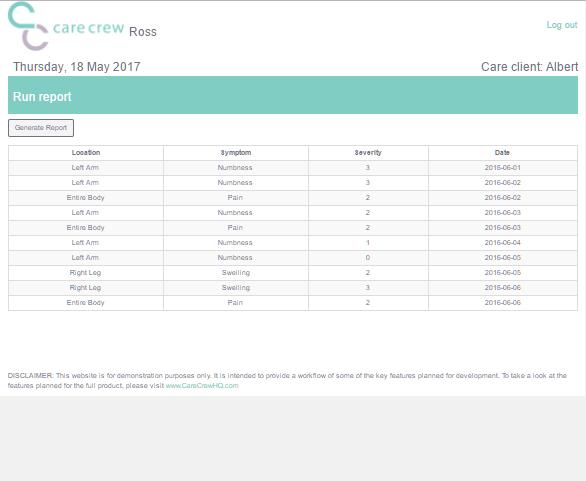 care crew Ross
Log out
Thursday, 18 May 2017 Care client: Albert
Run report
Generate Report
Location Symptom Severity Date
Left Arm Numbness 3 2016-06-01
Left Arm Numbness 3 2016-06-02
Entire Body Pain 2 2016-06-02
Left Arm Numbness 2 2016-06-03
Entire Body Pain 2 2016-06-03
Left Arm Numbness 1 2016-06-04
Left Arm Numbness 0 2016-06-05
Right Leg Swelling 2 2016-06-05
Right Leg Swelling 3 2016-06-06
Entire Body Pain 2 2016-06-06
DISCLAIMER: This website is for demonstration purposes only. It is intended to provide a workflow of some of the key features planned for development. To take a look at the
features planned for the full product, please visit www.CareCrewHQ.com